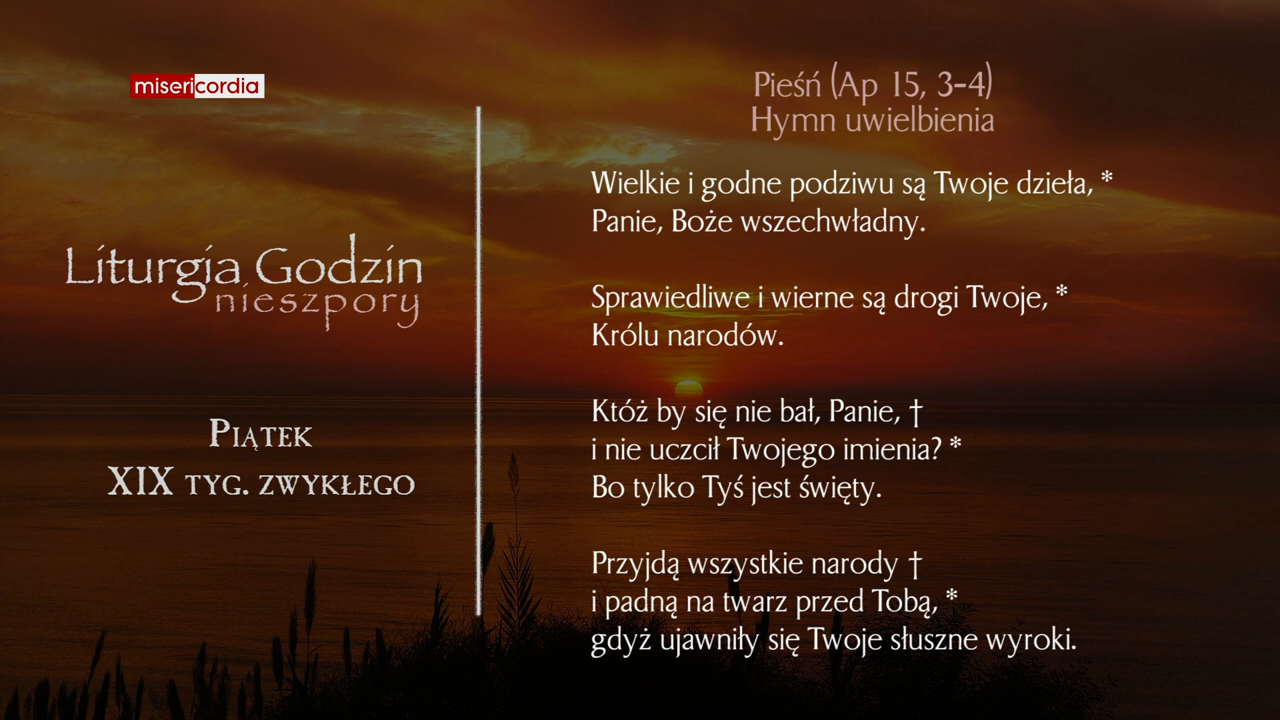 misericordia
Liturgia Godzin
nieszpory
Piątek
XIX tyg. zwykłego
Pieśń (Ap 15, 3-4)
Hymn uwielbienia
Wielkie i godne podziwu są Twoje dzieła, *
Panie, Boże wszechwładny.
Sprawiedliwe i wierne są drogi Twoje, *
Królu narodów.
Któż by się nie bał, Panie, †
i nie uczcił Twojego imienia? *
Bo tylko Tyś jest święty.
Przyjdą wszystkie narody †
i padną na twarz przed Tobą, *
gdyż ujawniły się Twoje słuszne wyroki.